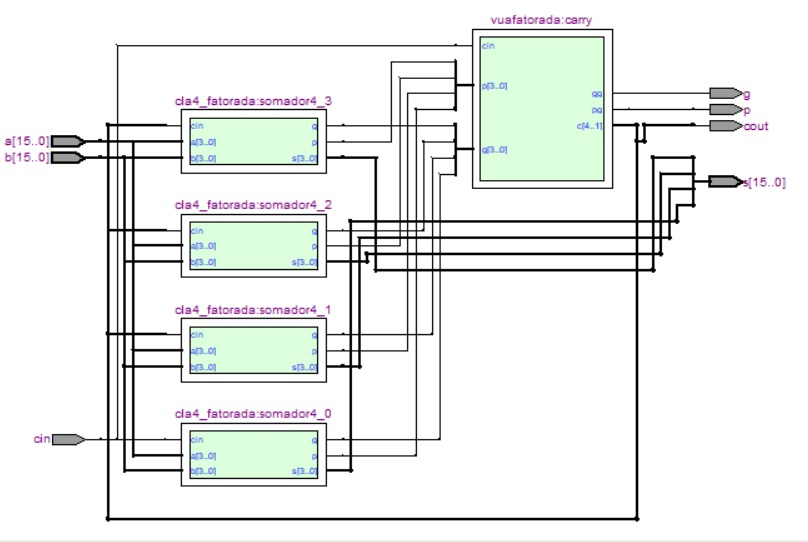 vuafatorada:carry
cin
p[3..0]
g[3..0]
gg
pg
c[4..1]
g
p
cout
s[15..0]
a[15..0]
b[15..0]
cla4_fatorada:somador4_3
cin
a[3..0]
b[3..0]
g
p
s[3..0]
cla4_fatorada:somador4_2
cin
a[3..0]
b[3..0]
g
p
s[3..0]
cla4_fatorada:somador4_1
cin
a[3..0]
b[3..0]
g
p
s[3..0]
cin
cla4_fatorada:somador4_0
cin
a[3..0]
b[3..0]
g
p
s[3..0]